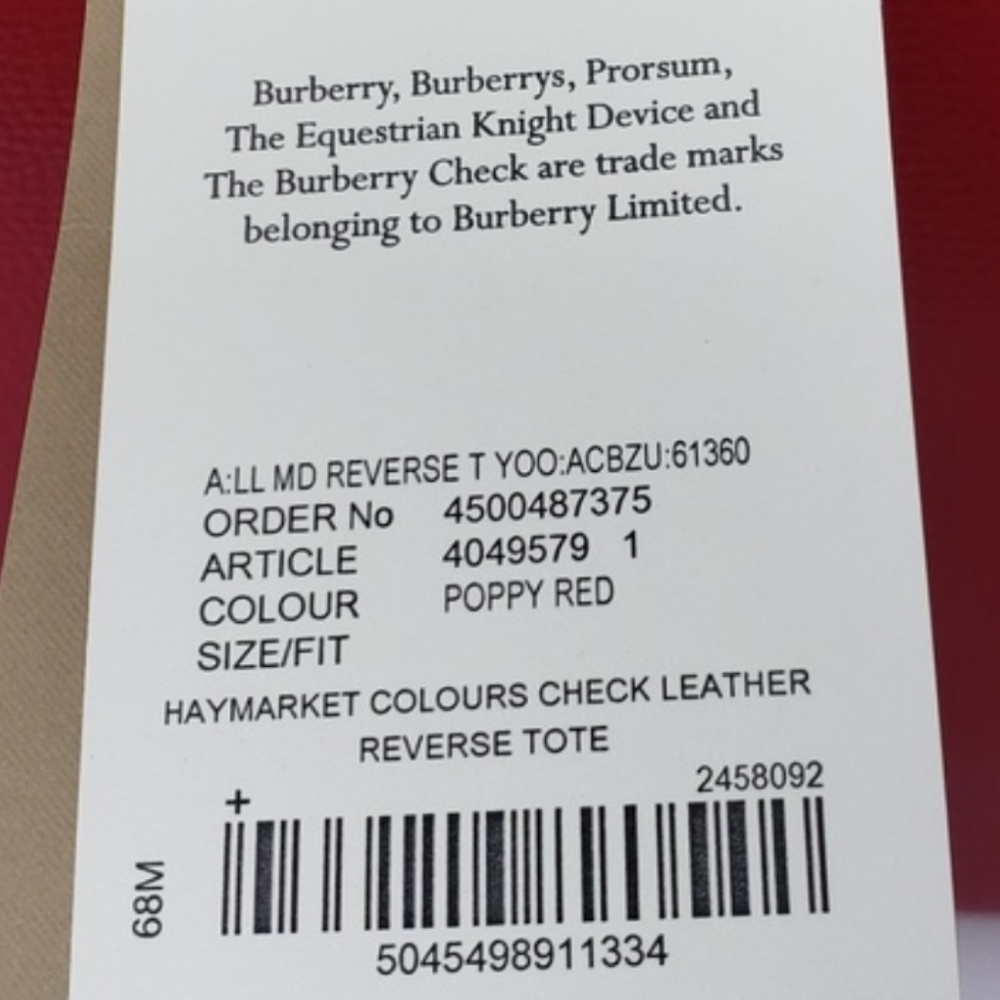 Burberry, Burberrys, Prorsum,
The Equestrian Knight Device and
The Burberry Check are trade marks
belonging to Burberry Limited.
A:LL MD REVERSE T YOO:ACBZU:61360
ORDER No 4500487375
ARTICLE 4049579 1
COLOUR POPPY RED
SIZE/FIT
HAYMARKET COLOURS CHECK LEATHER
REVERSE TOTE
+ 2458092
68M
5045498911334